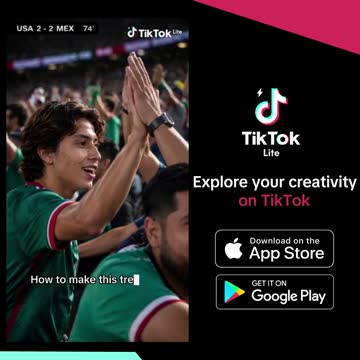 USA 2 - 2 MEX 74'
TikTok Lite
How to make this tre
TikTok
Lite
Explore your creativity
on TikTok
Download on the
App Store
GET IT ON
Google Play